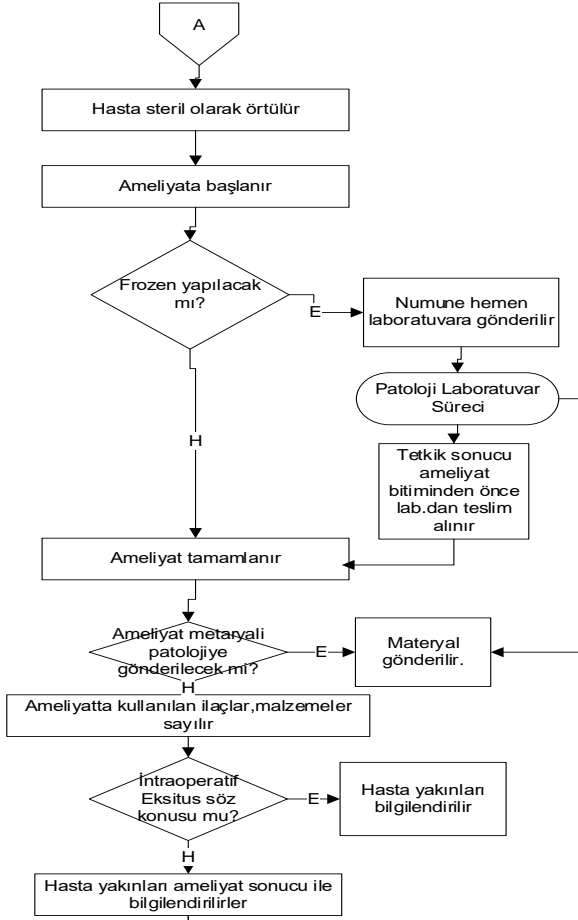 A
Hasta steril olarak örtülür
Ameliyata başlanır
Frozen yapılacak
mı?
E
Numune hemen
laboratuvara gönderilir
Patoloji Laboratuvar
Süreci
H
Tetkik sonucu
ameliyat
bitiminden önce
lab.dan teslim
alınır
Ameliyat tamamlanır
Ameliyat metaryali
patolojiye
gönderilecek mi?
E
Materyal
gönderilir.
H
Ameliyatta kullanılan ilaçlar,malzemeler
sayılır
İntraoperatif
Eksitus söz
konusu mu?
E
Hasta yakınları
bilgilendirilir
H
Hasta yakınları ameliyat sonucu ile
bilgilendirilirler